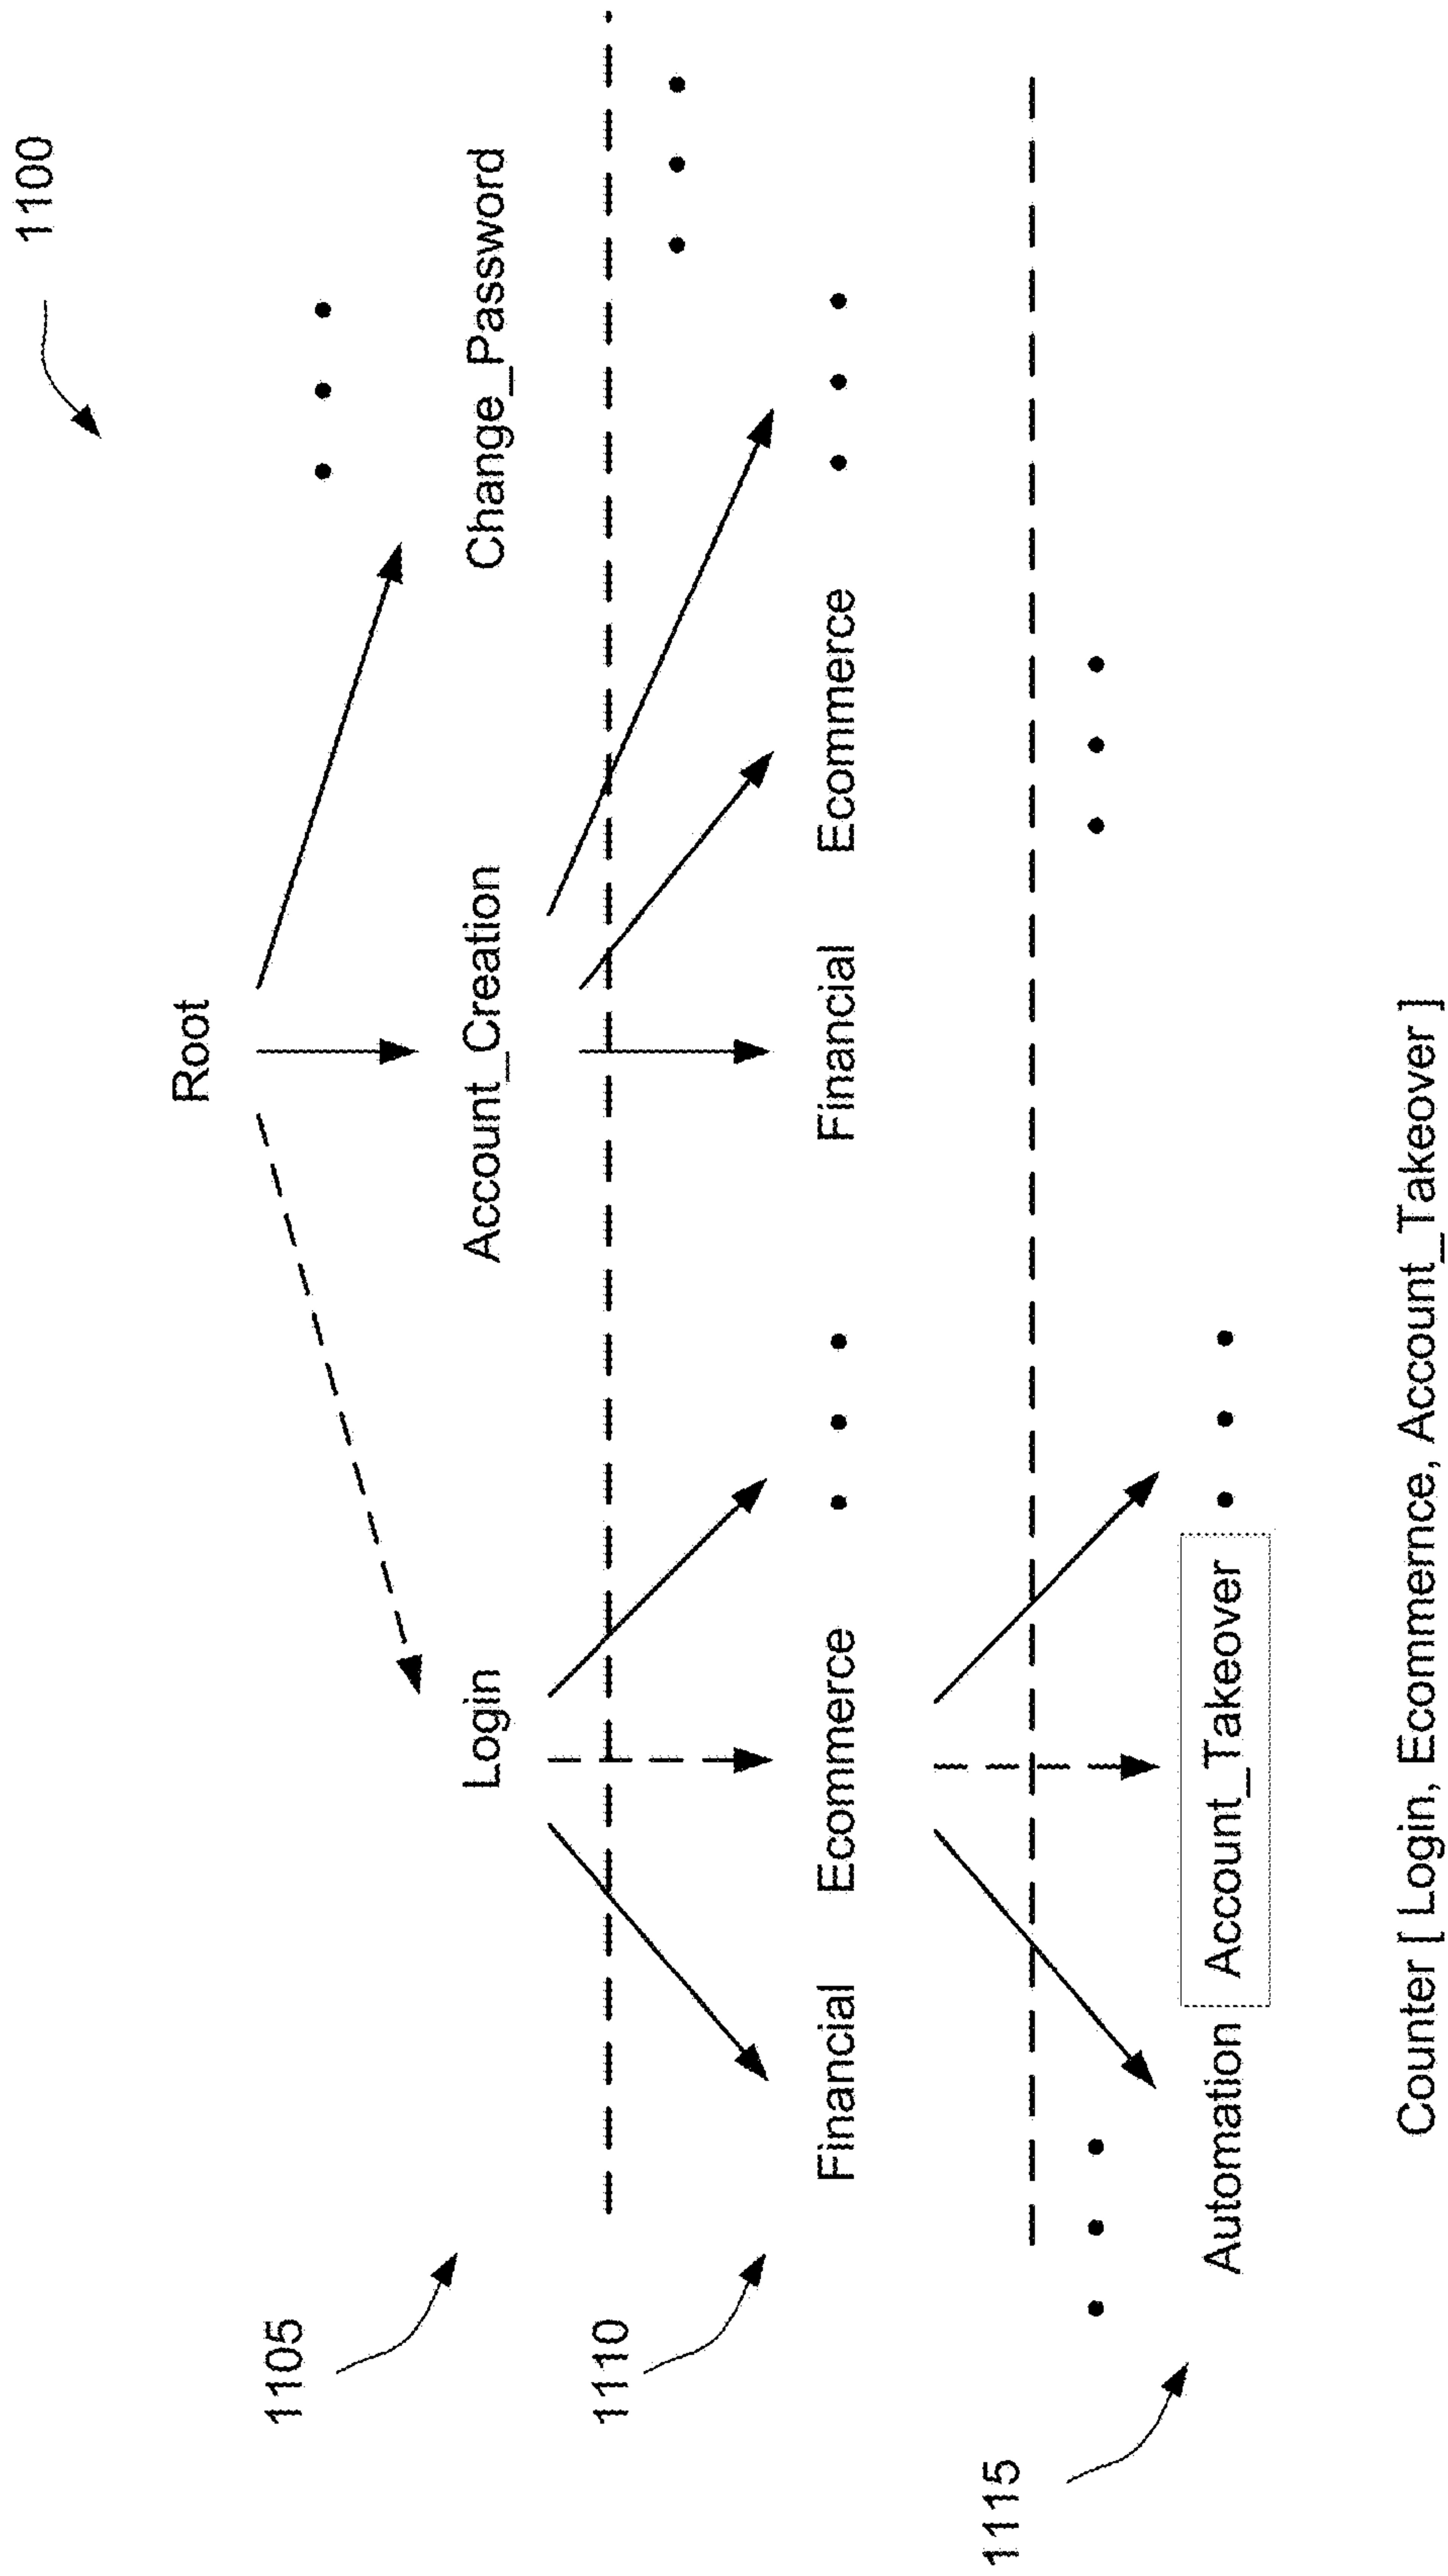 1100
Root
1105
Login
Account_Creation
Change_Password
1110
Financial
Ecommerce
Financial
Ecommerce
1115
Automation
Account_Takeover
Counter [ Login, Ecommernce, Account_Takeover ]